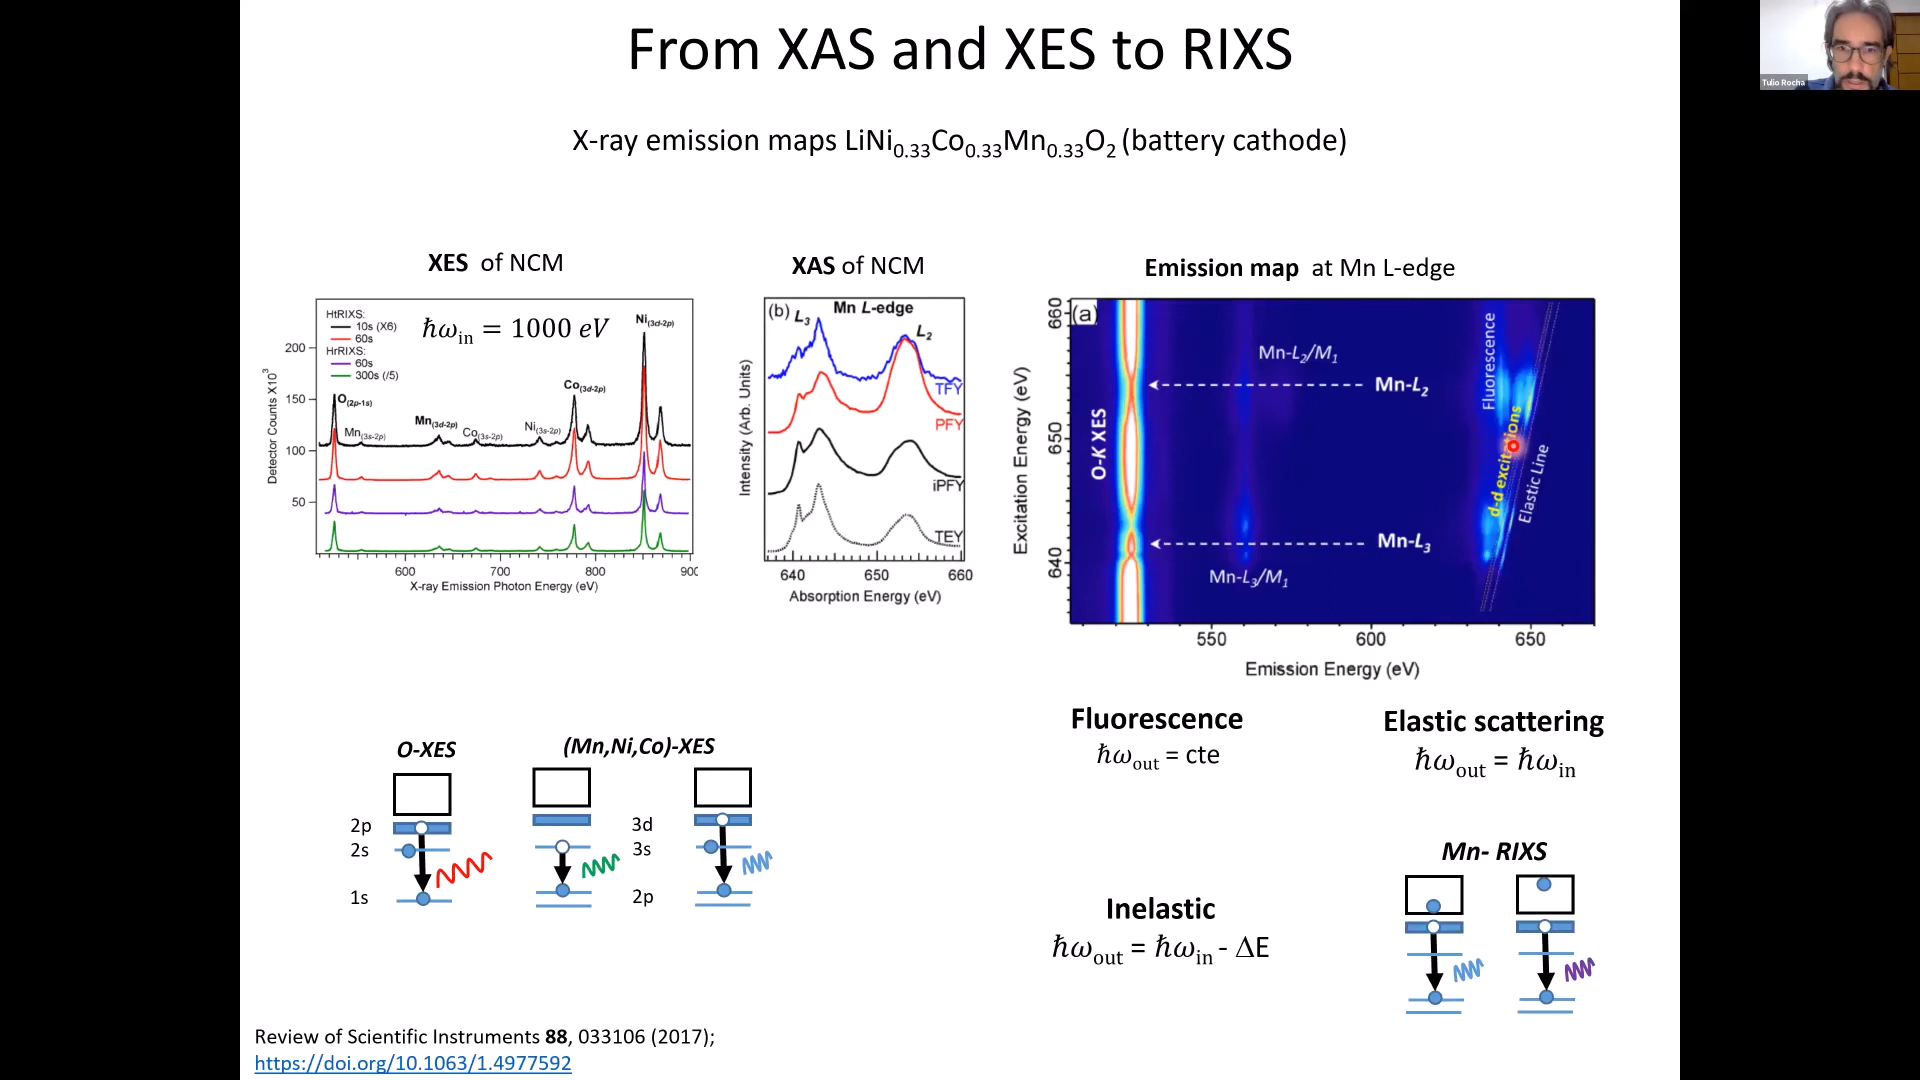 From XAS and XES to RIXS
Tulio Rocha
X-ray emission maps LiNi0.33Co0.33Mn0.33O2 (battery cathode)
XES of NCM
HtRIXS:
10s (X6)
60s
HrRIXS:
60s
300s (/5)
ℏω_in = 1000 eV
Ni(3d-2p)
Co(3d-2p)
O(2p-1s)
Mn(3s-2p)
Mn(3d-2p)
Co(3s-2p)
Ni(3s-2p)
Detector Counts X10³
200
150
100
50
600 700 800 900
X-ray Emission Photon Energy (eV)
XAS of NCM
(b)
Mn L-edge
L3
L2
TFY
PFY
iPFY
TEY
Intensity (Arb. Units)
640 650 660
Absorption Energy (eV)
Emission map at Mn L-edge
(a)
660
650
640
Excitation Energy (eV)
O-K XES
Mn-L2/M1
Mn-L2
Mn-L3
Mn-L3/M1
Fluorescence
d-d excitations
Elastic Line
550 600 650
Emission Energy (eV)
Fluorescence
ℏω_out = cte
Elastic scattering
ℏω_out = ℏω_in
Inelastic
ℏω_out = ℏω_in - ΔE
Mn- RIXS
O-XES
2p
2s
1s
(Mn,Ni,Co)-XES
3d
3s
2p
Review of Scientific Instruments 88, 033106 (2017);
https://doi.org/10.1063/1.4977592